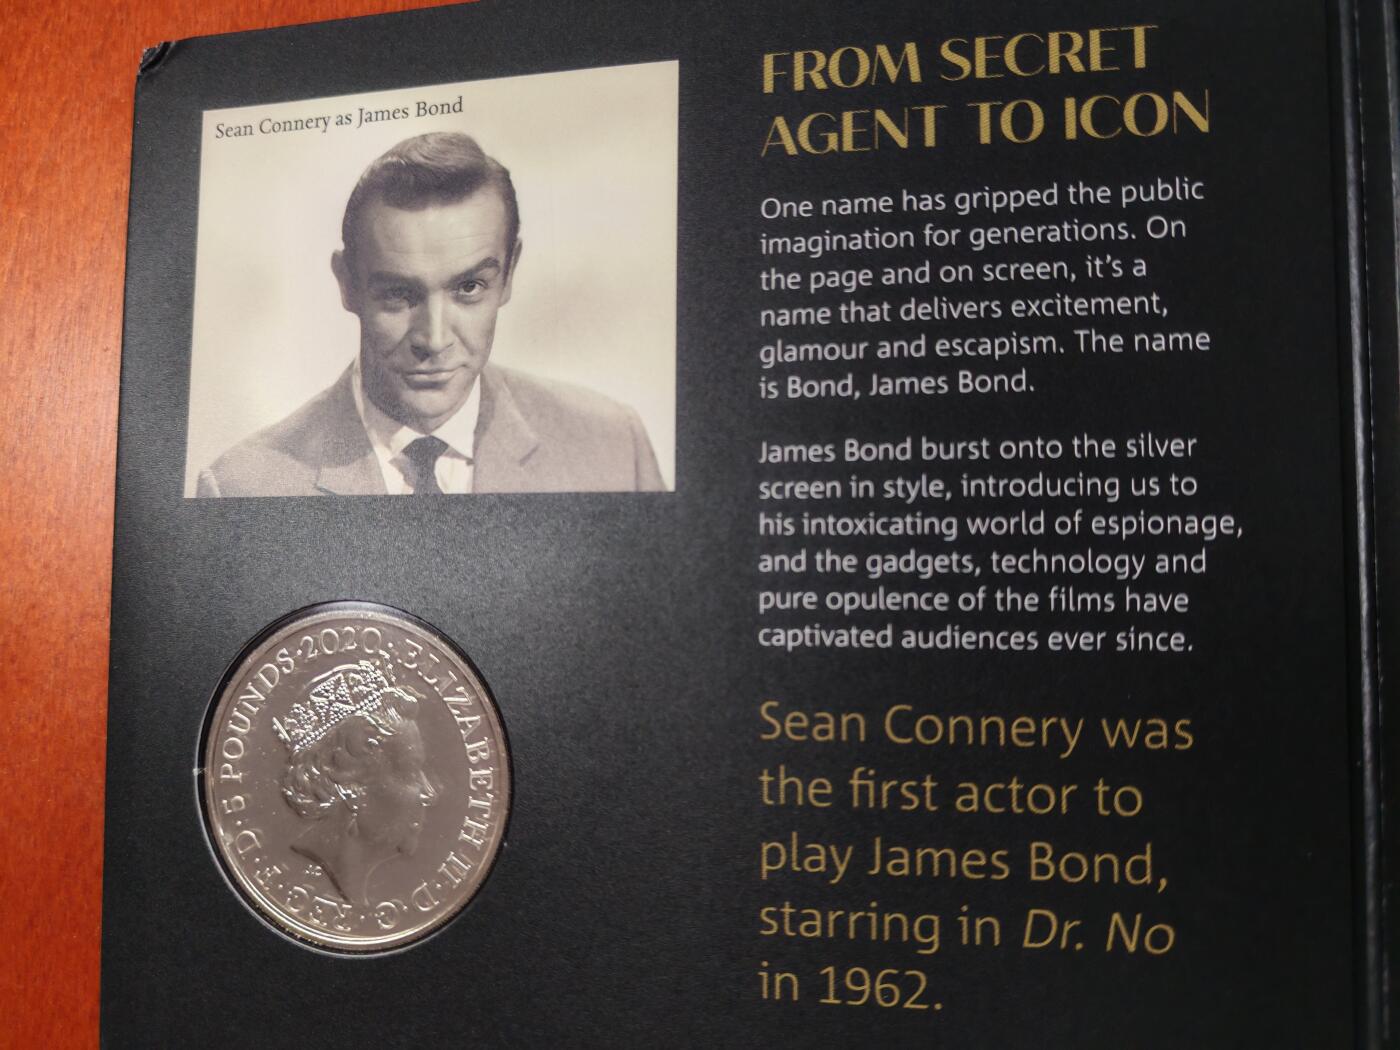 Sean Connery as James Bond
FROM SECRET
AGENT TO ICON
One name has gripped the public
imagination for generations. On
the page and on screen, it's a
name that delivers excitement,
glamour and escapism. The name
is Bond, James Bond.
James Bond burst onto the silver
screen in style, introducing us to
his intoxicating world of espionage,
and the gadgets, technology and
pure opulence of the films have
captivated audiences ever since.
Sean Connery was
the first actor to
play James Bond,
starring in Dr. No
in 1962.
ELIZABETH II · D · G · REG · F · D · 5 POUNDS · 2020 ·